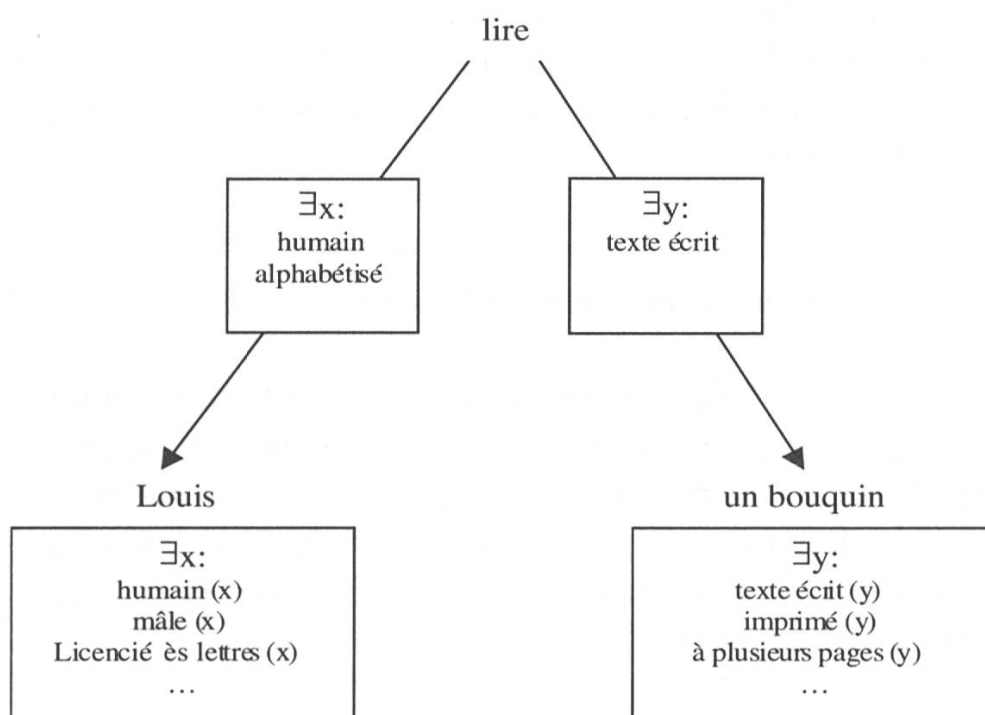 lire
∃x:
humain
alphabétisé
∃y:
texte écrit
Louis
∃x:
humain (x)
mâle (x)
Licencié ès lettres (x)
…
un bouquin
∃y:
texte écrit (y)
imprimé (y)
à plusieurs pages (y)
…